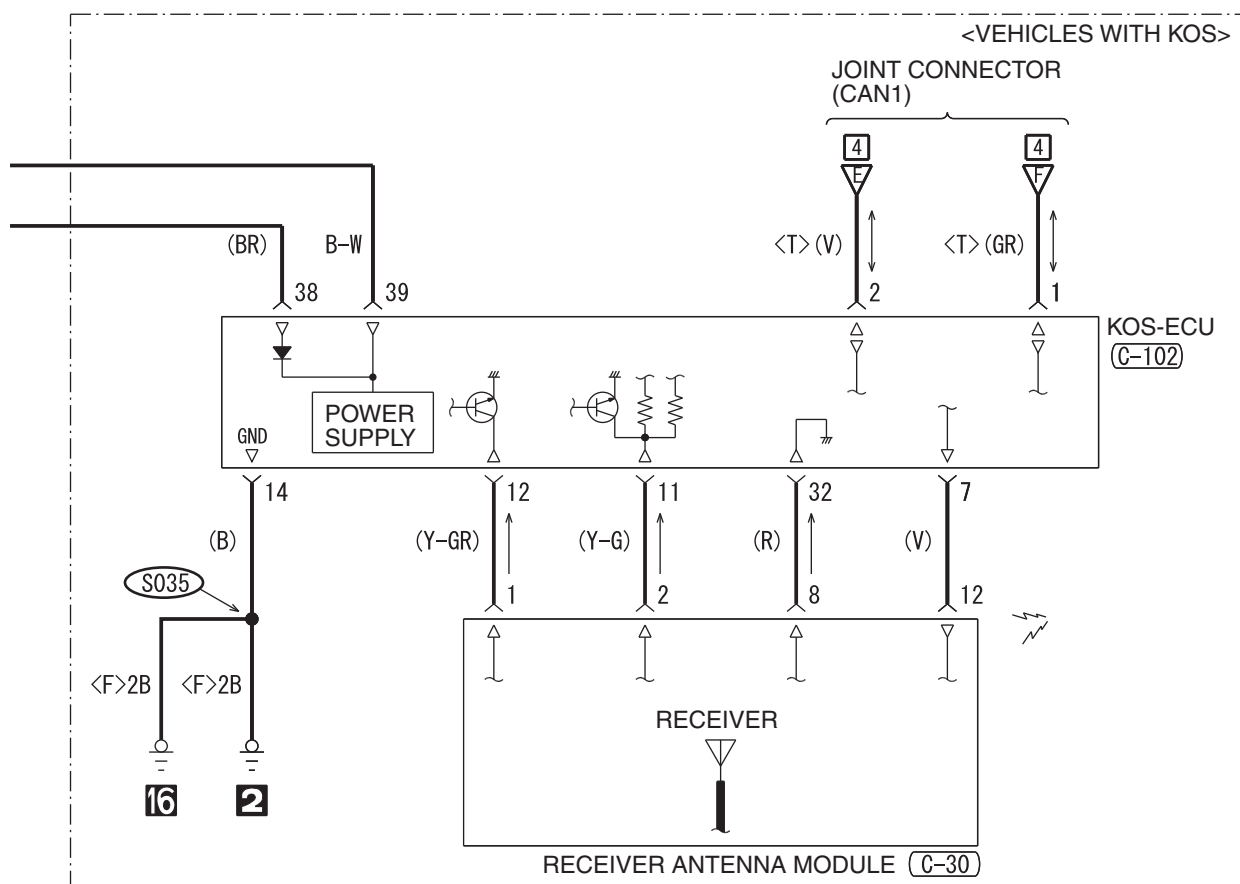 <VEHICLES WITH KOS>
JOINT CONNECTOR
(CAN1)
4 4
E F
(BR) B-W <T>(V) <T>(GR)
38 39 2 1
KOS-ECU
C-102
POWER
SUPPLY
GND
14 12 11 32 7
(B) (Y-GR) (Y-G) (R) (V)
S035
1 2 8 12
<F>2B <F>2B
RECEIVER
16 2
RECEIVER ANTENNA MODULE C-30